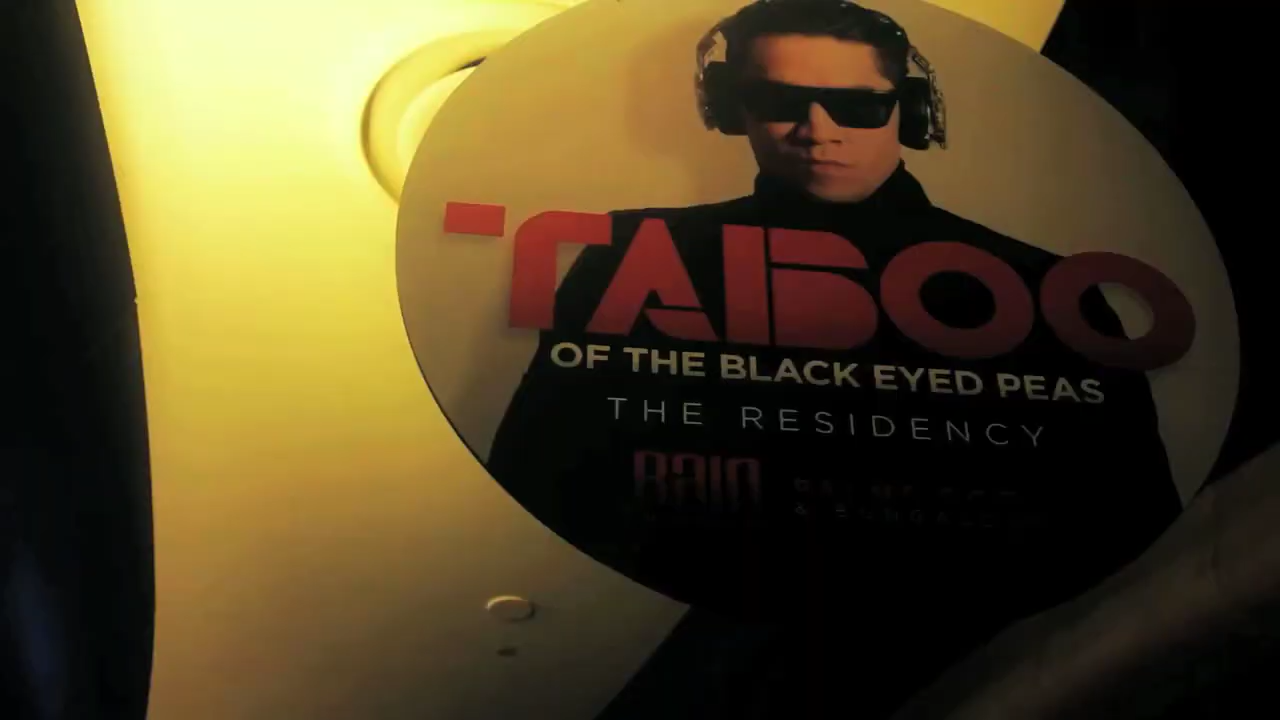 TABOO
OF THE BLACK EYED PEAS
THE RESIDENCY
RAIN
&